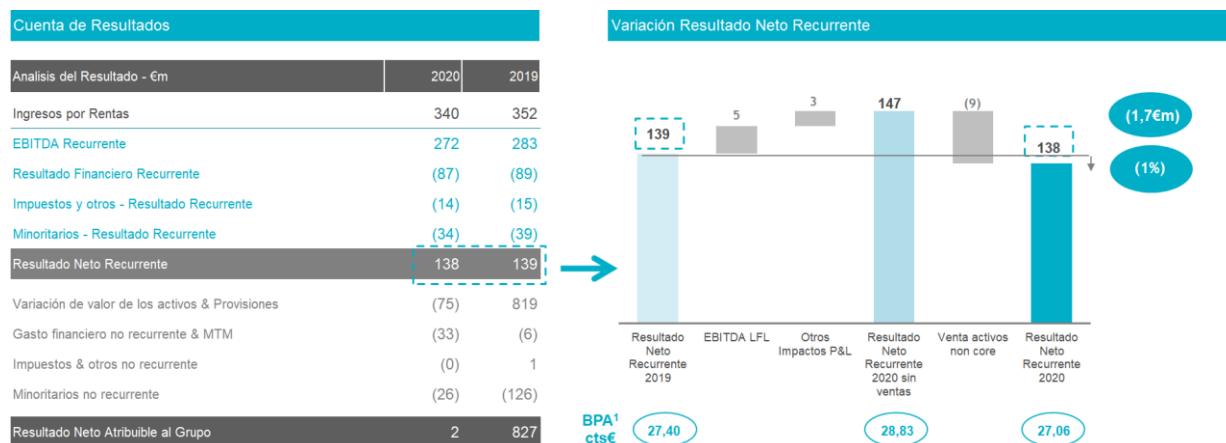 Cuenta de Resultados
Analisis del Resultado - €m 2020 2019
Ingresos por Rentas 340 352
EBITDA Recurrente 272 283
Resultado Financiero Recurrente (87) (89)
Impuestos y otros - Resultado Recurrente (14) (15)
Minoritarios - Resultado Recurrente (34) (39)
Resultado Neto Recurrente 138 139
Variación de valor de los activos & Provisiones (75) 819
Gasto financiero no recurrente & MTM (33) (6)
Impuestos & otros no recurrente (0) 1
Minoritarios no recurrente (26) (126)
Resultado Neto Atribuible al Grupo 2 827
Variación Resultado Neto Recurrente
139
5
3
147
(9)
138
(1,7€m)
(1%)
Resultado
Neto
Recurrente
2019
EBITDA LFL
Otros
Impactos P&L
Resultado
Neto
Recurrente
2020 sin
ventas
Venta activos
non core
Resultado
Neto
Recurrente
2020
BPA¹
cts€
27,40
28,83
27,06